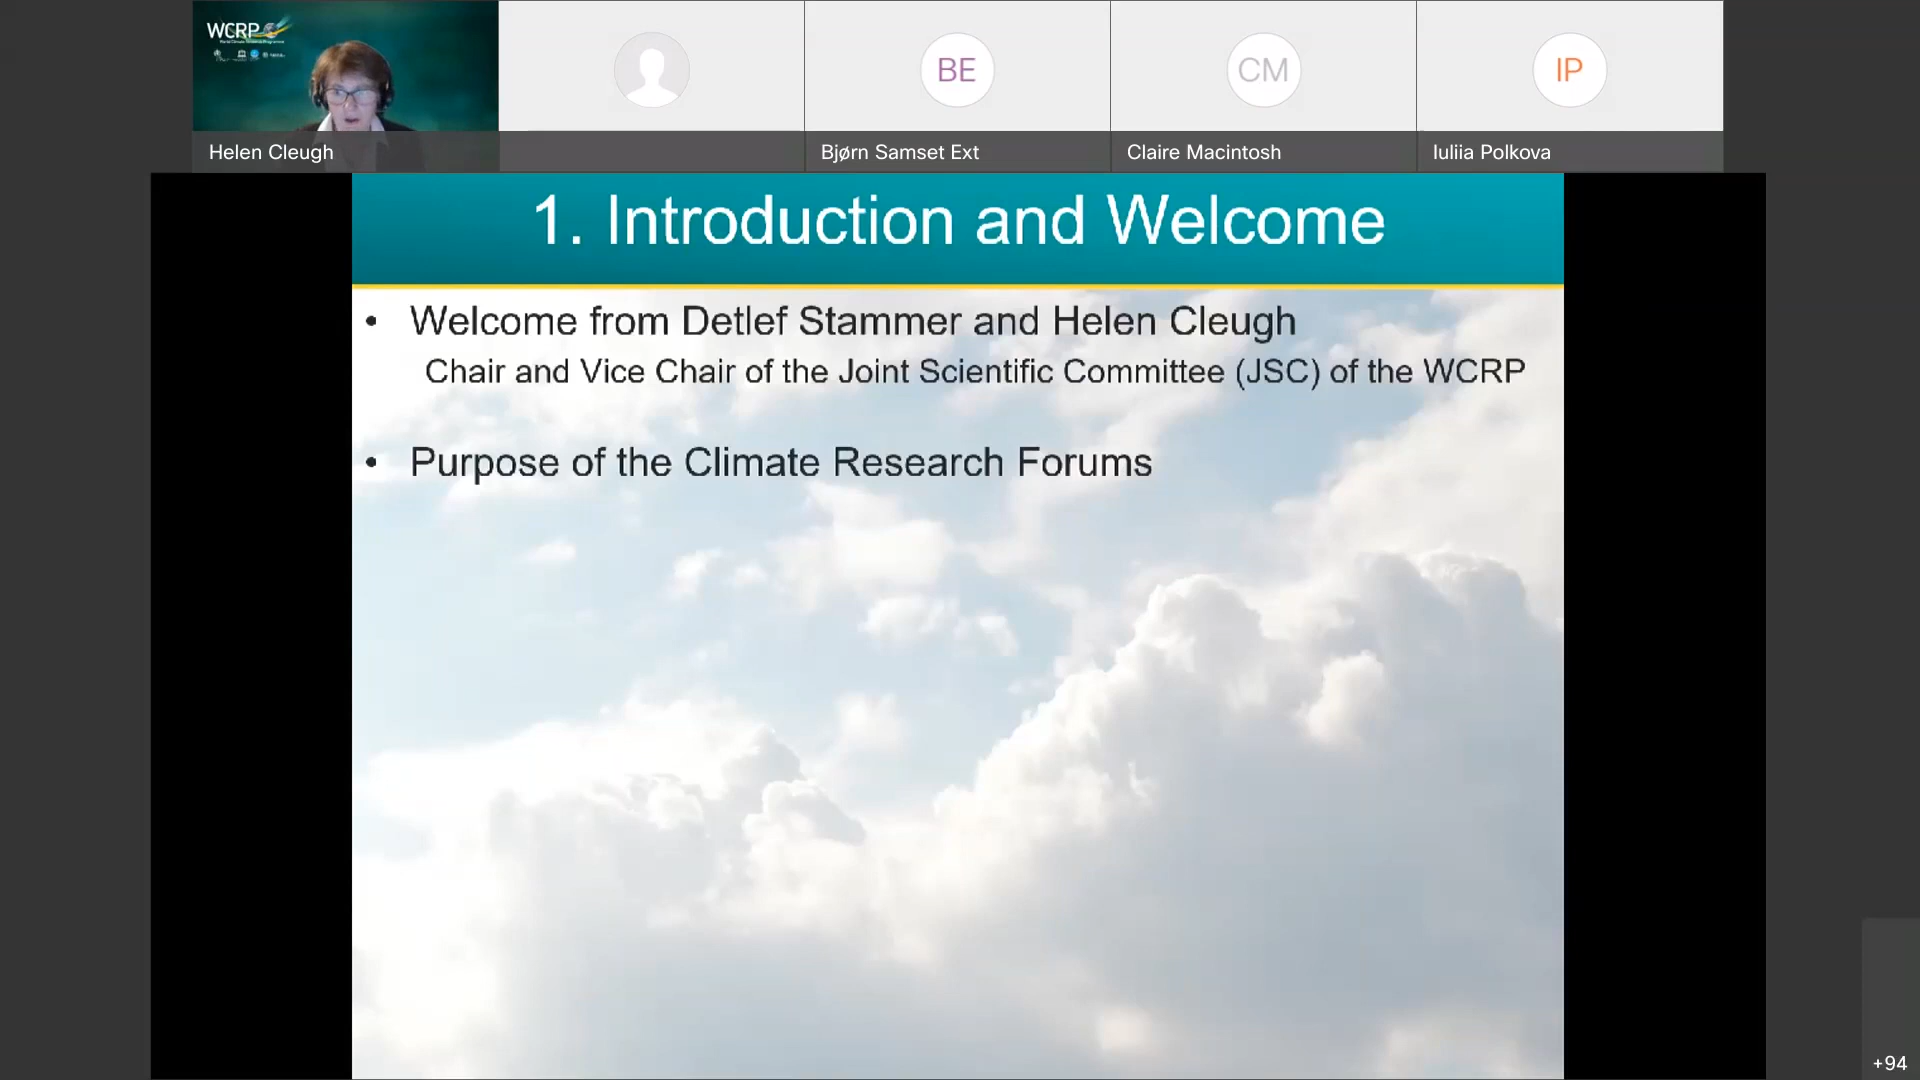 WCRP
Helen Cleugh
BE
Bjørn Samset Ext
CM
Claire Macintosh
IP
Iuliia Polkova
1. Introduction and Welcome
• Welcome from Detlef Stammer and Helen Cleugh
Chair and Vice Chair of the Joint Scientific Committee (JSC) of the WCRP
• Purpose of the Climate Research Forums
+94